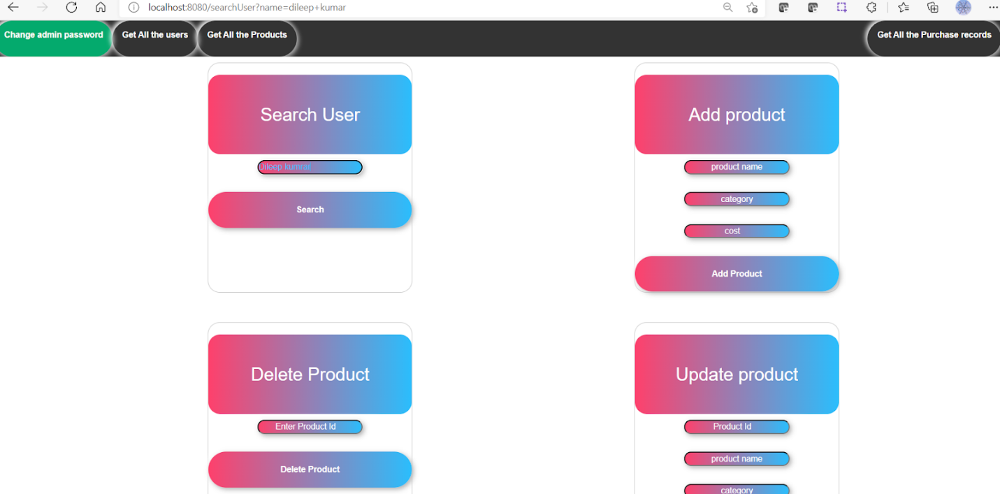 localhost:8080/searchUser?name=dileep+kumar
Change admin password
Get All the users
Get All the Products
Get All the Purchase records
Search User
Search
Add product
product name
category
cost
Add Product
Delete Product
Enter Product Id
Delete Product
Update product
Product Id
product name
category